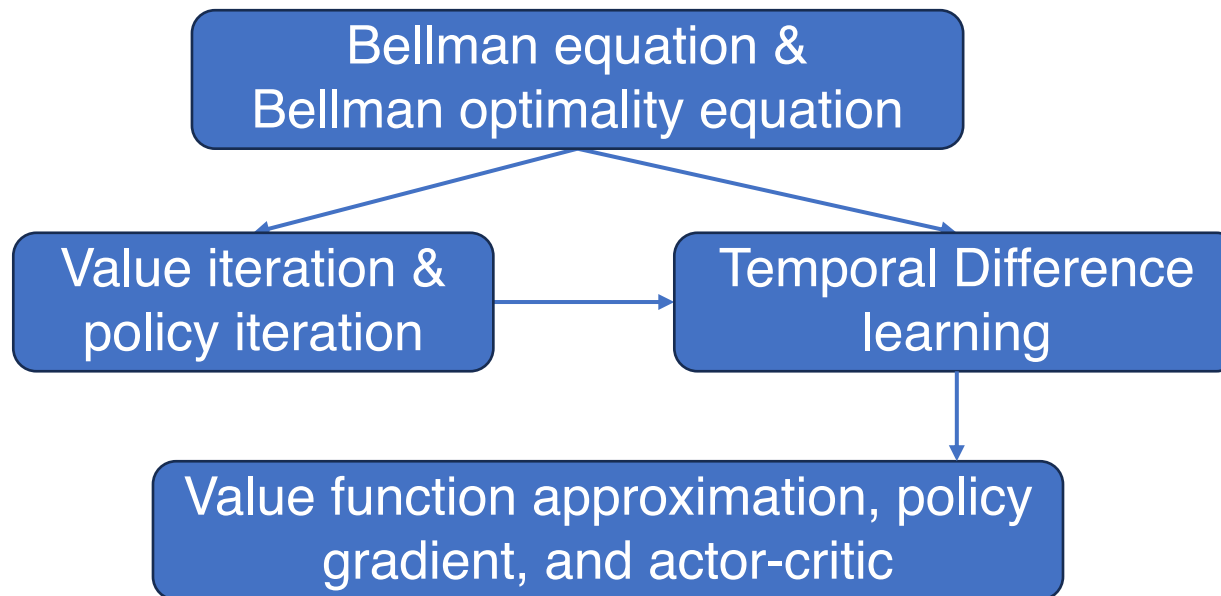 Bellman equation &
Bellman optimality equation
Value iteration &
policy iteration
Temporal Difference
learning
Value function approximation, policy
gradient, and actor-critic